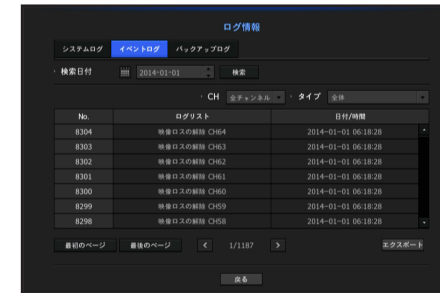 ログ情報
システムログ イベントログ バックアップログ
検索日付 2014-01-01 検索
CH 全チャンネル タイプ 全体
No. ログリスト 日付/時間
8304 映像ロスの解除 CH64 2014-01-01 06:18:28
8303 映像ロスの解除 CH63 2014-01-01 06:18:28
8302 映像ロスの解除 CH62 2014-01-01 06:18:28
8301 映像ロスの解除 CH61 2014-01-01 06:18:28
8300 映像ロスの解除 CH60 2014-01-01 06:18:28
8299 映像ロスの解除 CH59 2014-01-01 06:18:28
8298 映像ロスの解除 CH58 2014-01-01 06:18:28
最初のページ 最後のページ < 1/1187 > エクスポート
戻る